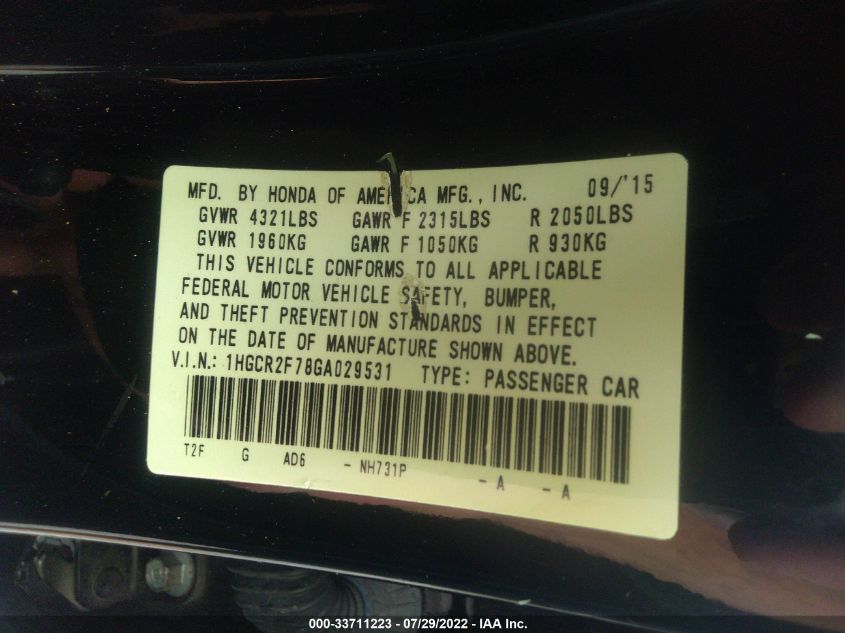 MFD. BY HONDA OF AMERICA MFG., INC. 09/'15
GVWR 4321LBS GAWR F 2315LBS R 2050LBS
GVWR 1960KG GAWR F 1050KG R 930KG
THIS VEHICLE CONFORMS TO ALL APPLICABLE
FEDERAL MOTOR VEHICLE SAFETY, BUMPER,
AND THEFT PREVENTION STANDARDS IN EFFECT
ON THE DATE OF MANUFACTURE SHOWN ABOVE.
V.I.N.: 1HGCR2F78GA029531 TYPE: PASSENGER CAR
T2F G AD6 - NH731P - A - A
000-33711223 - 07/29/2022 - IAA Inc.